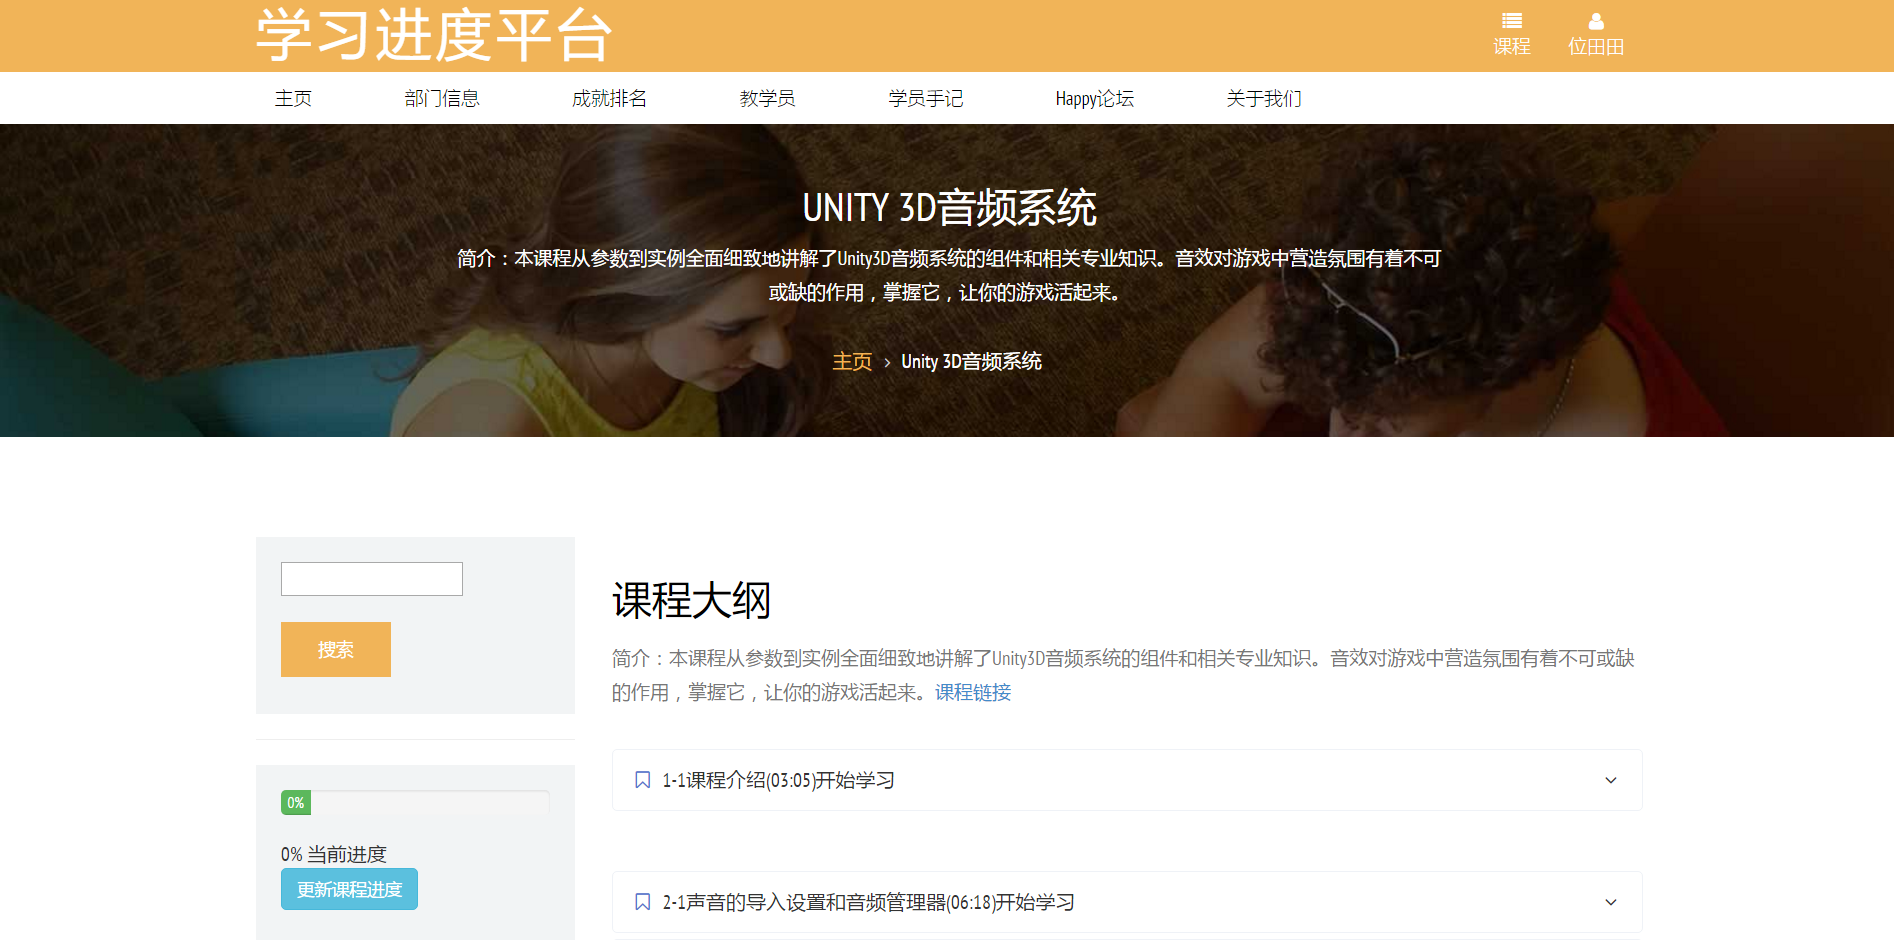 学习进度平台
课程
位田田
主页 部门信息 成就排名 教学员 学员手记 Happy论坛 关于我们
UNITY 3D音频系统
简介：本课程从参数到实例全面细致地讲解了Unity3D音频系统的组件和相关专业知识。音效对游戏中营造氛围有着不可
或缺的作用，掌握它，让你的游戏活起来。
主页 > Unity 3D音频系统
搜索
0%
0% 当前进度
更新课程进度
课程大纲
简介：本课程从参数到实例全面细致地讲解了Unity3D音频系统的组件和相关专业知识。音效对游戏中营造氛围有着不可或缺
的作用，掌握它，让你的游戏活起来。课程链接
1-1课程介绍(03:05)开始学习
2-1声音的导入设置和音频管理器(06:18)开始学习